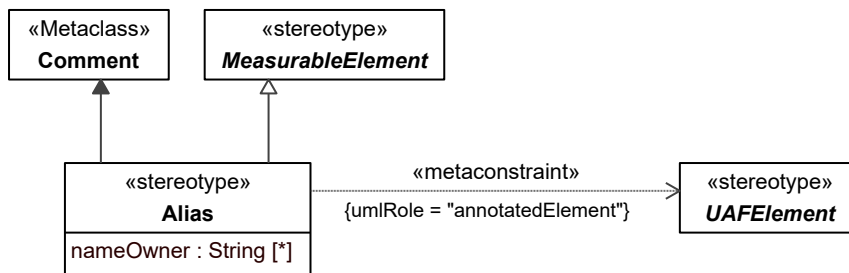 «Metaclass»
Comment
«stereotype»
MeasurableElement
«stereotype»
Alias
nameOwner : String [*]
«metaconstraint»
{umlRole = "annotatedElement"}
«stereotype»
UAFElement